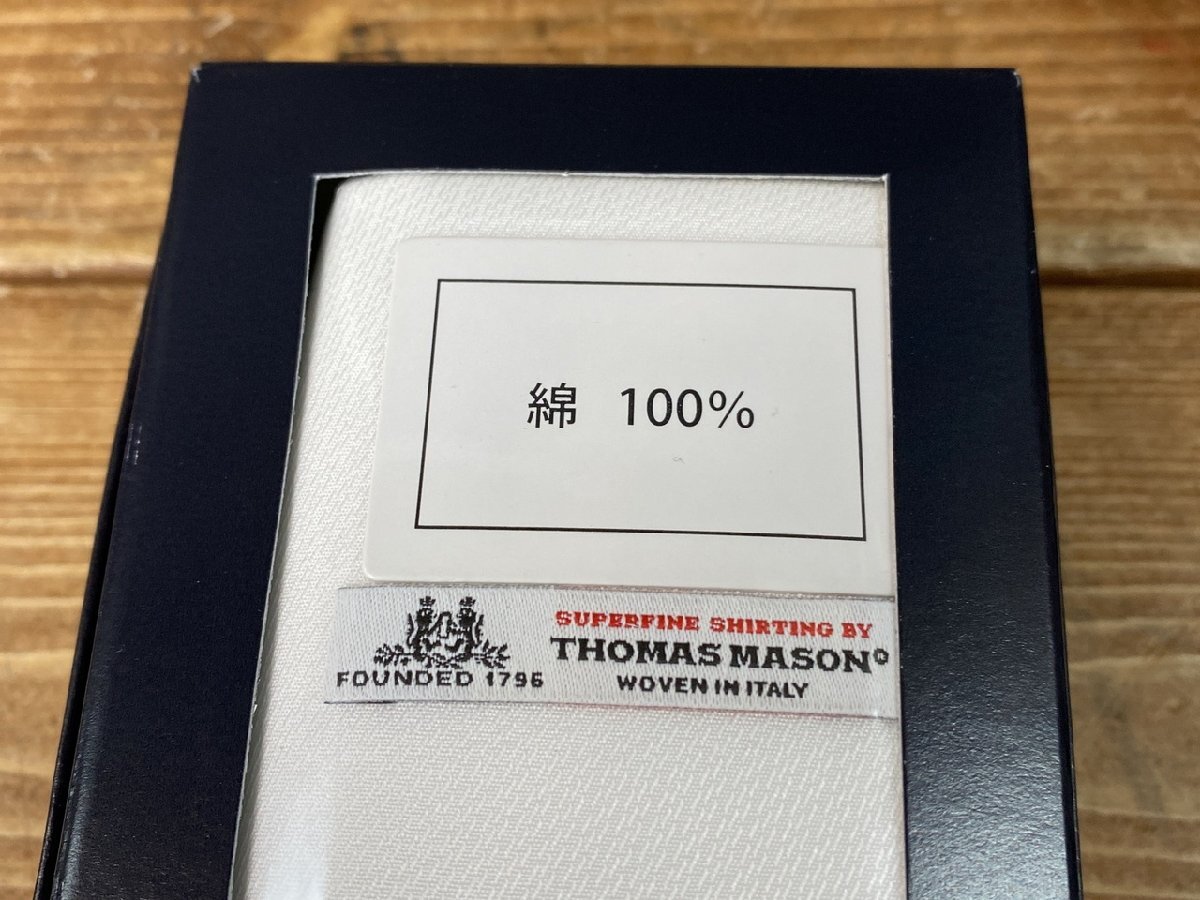 綿 100%
SUPERFINE SHIRTING BY
THOMAS MASON®
WOVEN IN ITALY
FOUNDED 1796